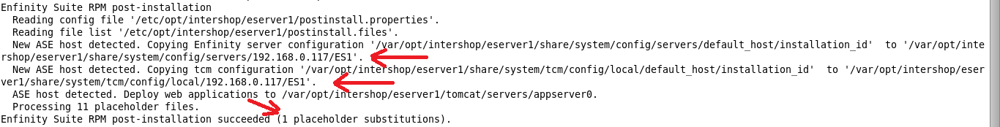 Enfinity Suite RPM post-installation
  Reading config file '/etc/opt/intershop/eserver1/postinstall.properties'.
  Reading file list '/etc/opt/intershop/eserver1/postinstall.files'.
  New ASE host detected. Copying Enfinity server configuration '/var/opt/intershop/eserver1/share/system/config/servers/default_host/installation_id'  to '/var/opt/inte
rshop/eserver1/share/system/config/servers/192.168.0.117/ES1'.
  New ASE host detected. Copying tcm configuration '/var/opt/intershop/eserver1/share/system/tcm/config/local/default_host/installation_id'  to '/var/opt/intershop/eser
ver1/share/system/tcm/config/local/192.168.0.117/ES1'.
  ASE host detected. Deploy web applications to /var/opt/intershop/eserver1/tomcat/servers/appserver0.
  Processing 11 placeholder files.
Enfinity Suite RPM post-installation succeeded (1 placeholder substitutions).